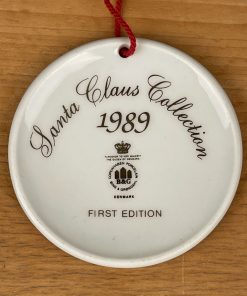 Santa Claus Collection
1989
B&G
DENMARK
FIRST EDITION